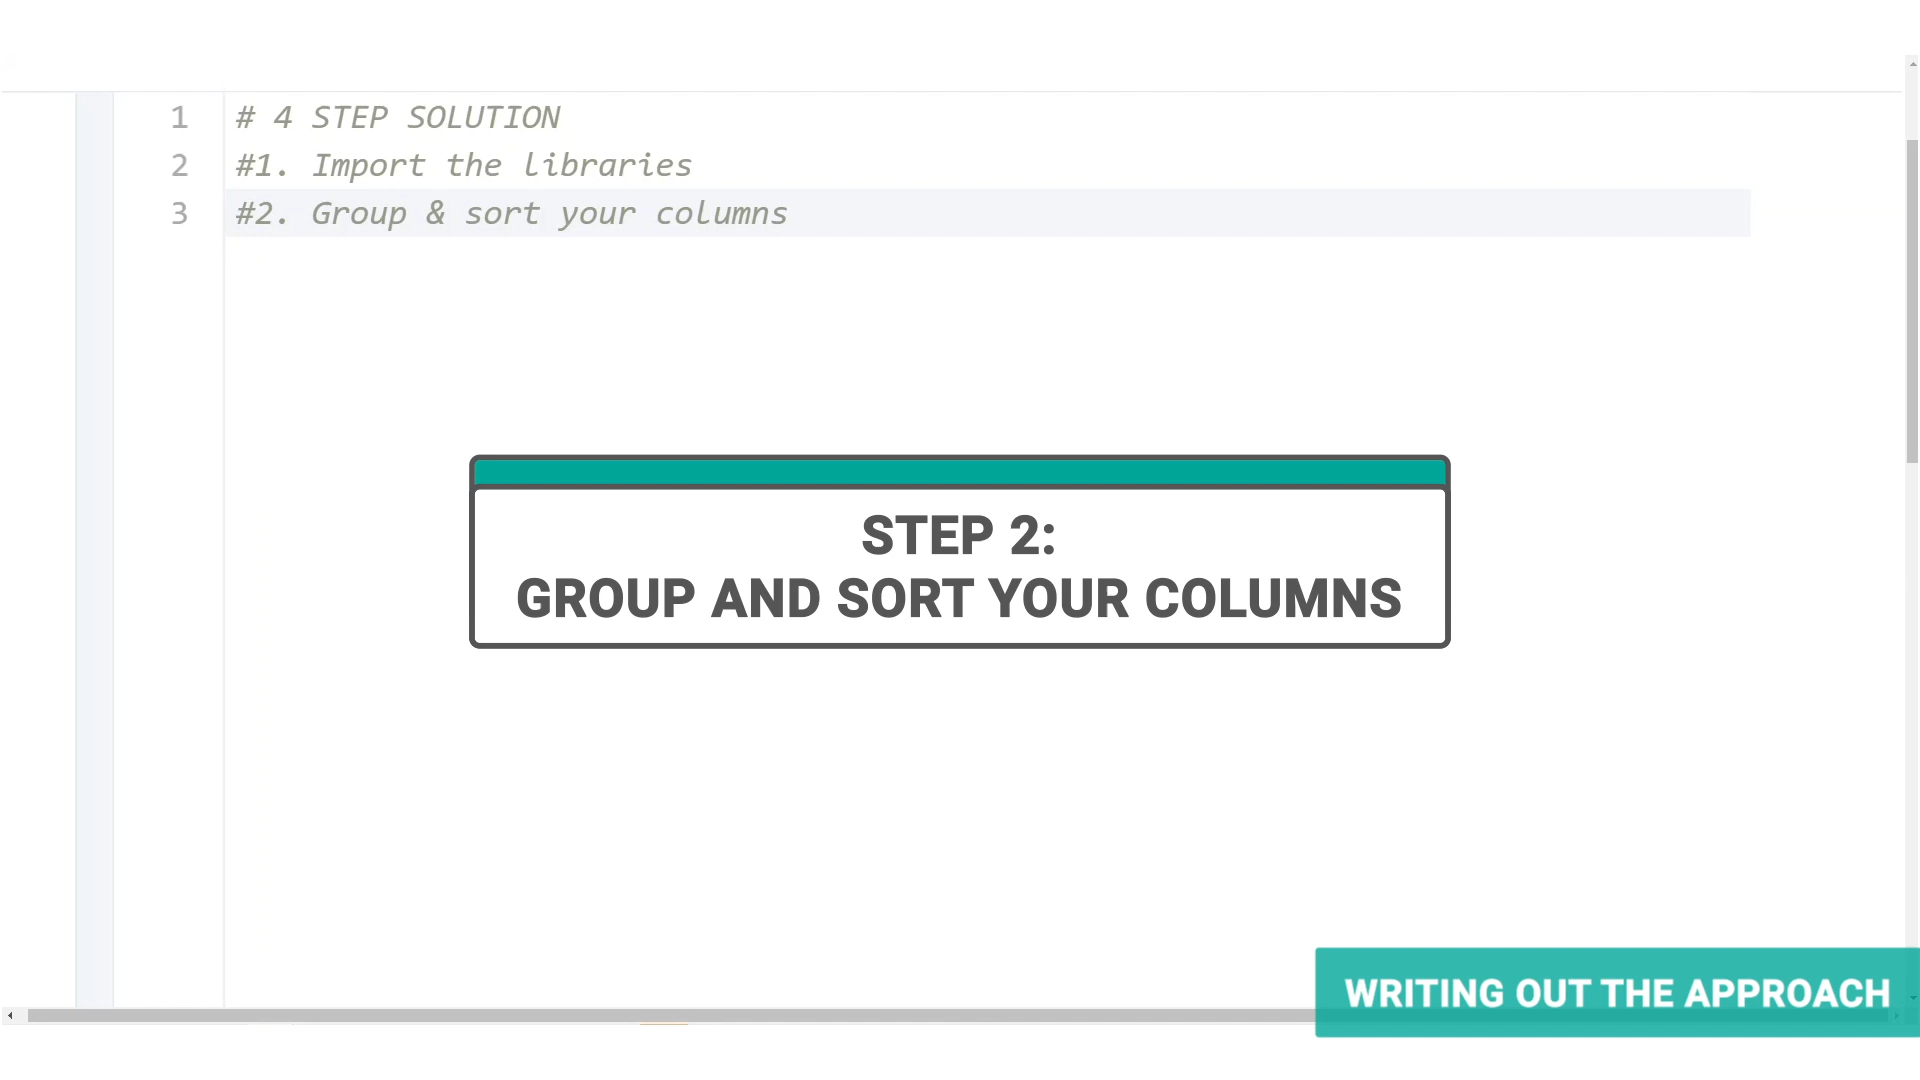 1 # 4 STEP SOLUTION
2 #1. Import the libraries
3 #2. Group & sort your columns
STEP 2:
GROUP AND SORT YOUR COLUMNS
WRITING OUT THE APPROACH